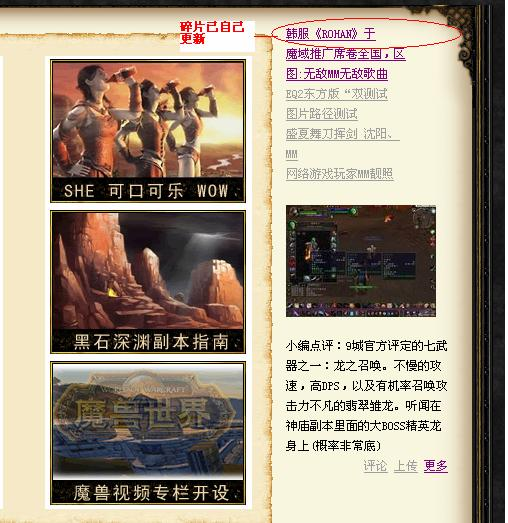 碎片已自己
更新
韩服《ROHAN》于
魔域推广席卷全国，区
图:无敌MM无敌歌曲
EQ2东方版“双测试
图片路径测试
盛夏舞刀挥剑 沈阳、
MM
网络游戏玩家MM靓照
SHE 可口可乐 WOW
黑石深渊副本指南
WORLD OF WARCRAFT
魔兽世界
魔兽视频专栏开设
小编点评：9城官方评定的七武
器之一：龙之召唤。不慢的攻
速，高DPS，以及有机率召唤攻
击力不凡的翡翠雏龙。听闻在
神庙副本里面的大BOSS精英龙
身上(概率非常底)
评论 上传 更多